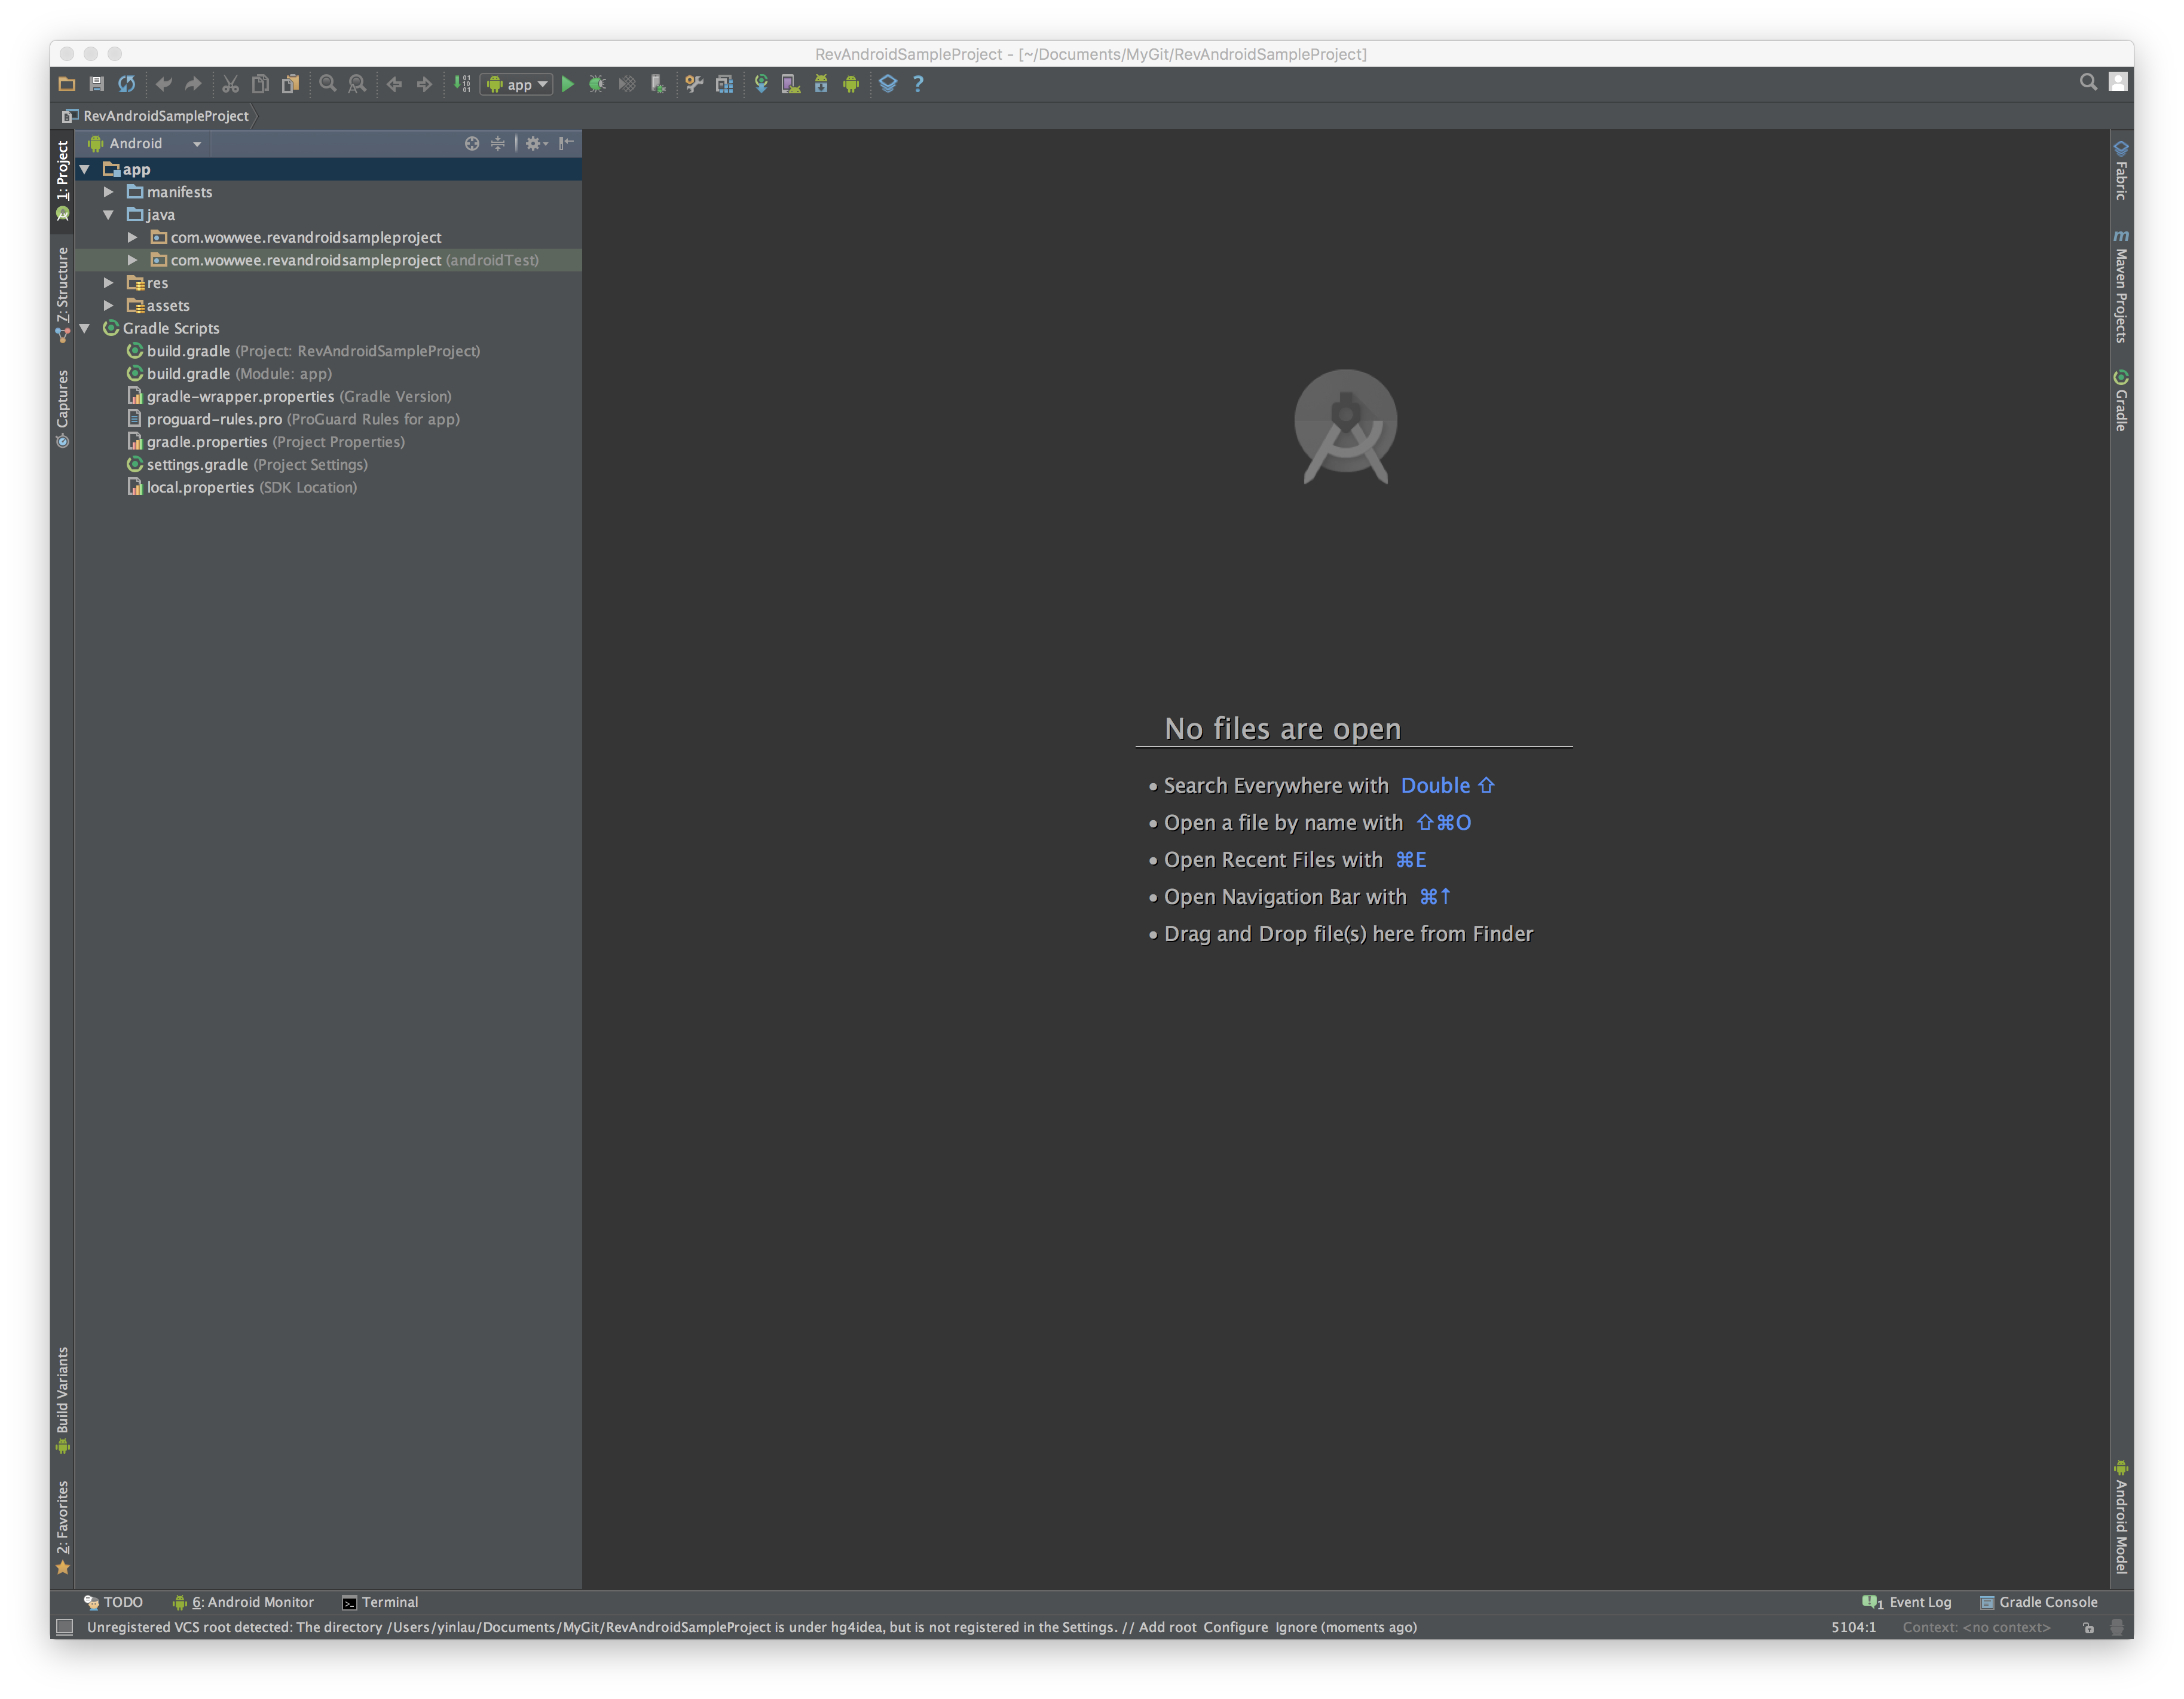 RevAndroidSampleProject - [~/Documents/MyGit/RevAndroidSampleProject]
app
RevAndroidSampleProject
Android
1: Project
7: Structure
Captures
Build Variants
2: Favorites
app
manifests
java
com.wowwee.revandroidsampleproject
com.wowwee.revandroidsampleproject (androidTest)
res
assets
Gradle Scripts
build.gradle (Project: RevAndroidSampleProject)
build.gradle (Module: app)
gradle-wrapper.properties (Gradle Version)
proguard-rules.pro (ProGuard Rules for app)
gradle.properties (Project Properties)
settings.gradle (Project Settings)
local.properties (SDK Location)
No files are open
• Search Everywhere with Double ⇧
• Open a file by name with ⇧⌘O
• Open Recent Files with ⌘E
• Open Navigation Bar with ⌘↑
• Drag and Drop file(s) here from Finder
Fabric
m Maven Projects
Gradle
Android Model
TODO
6: Android Monitor
Terminal
1 Event Log
Gradle Console
Unregistered VCS root detected: The directory /Users/yinlau/Documents/MyGit/RevAndroidSampleProject is under hg4idea, but is not registered in the Settings. // Add root Configure Ignore (moments ago)
5104:1
Context: <no context>